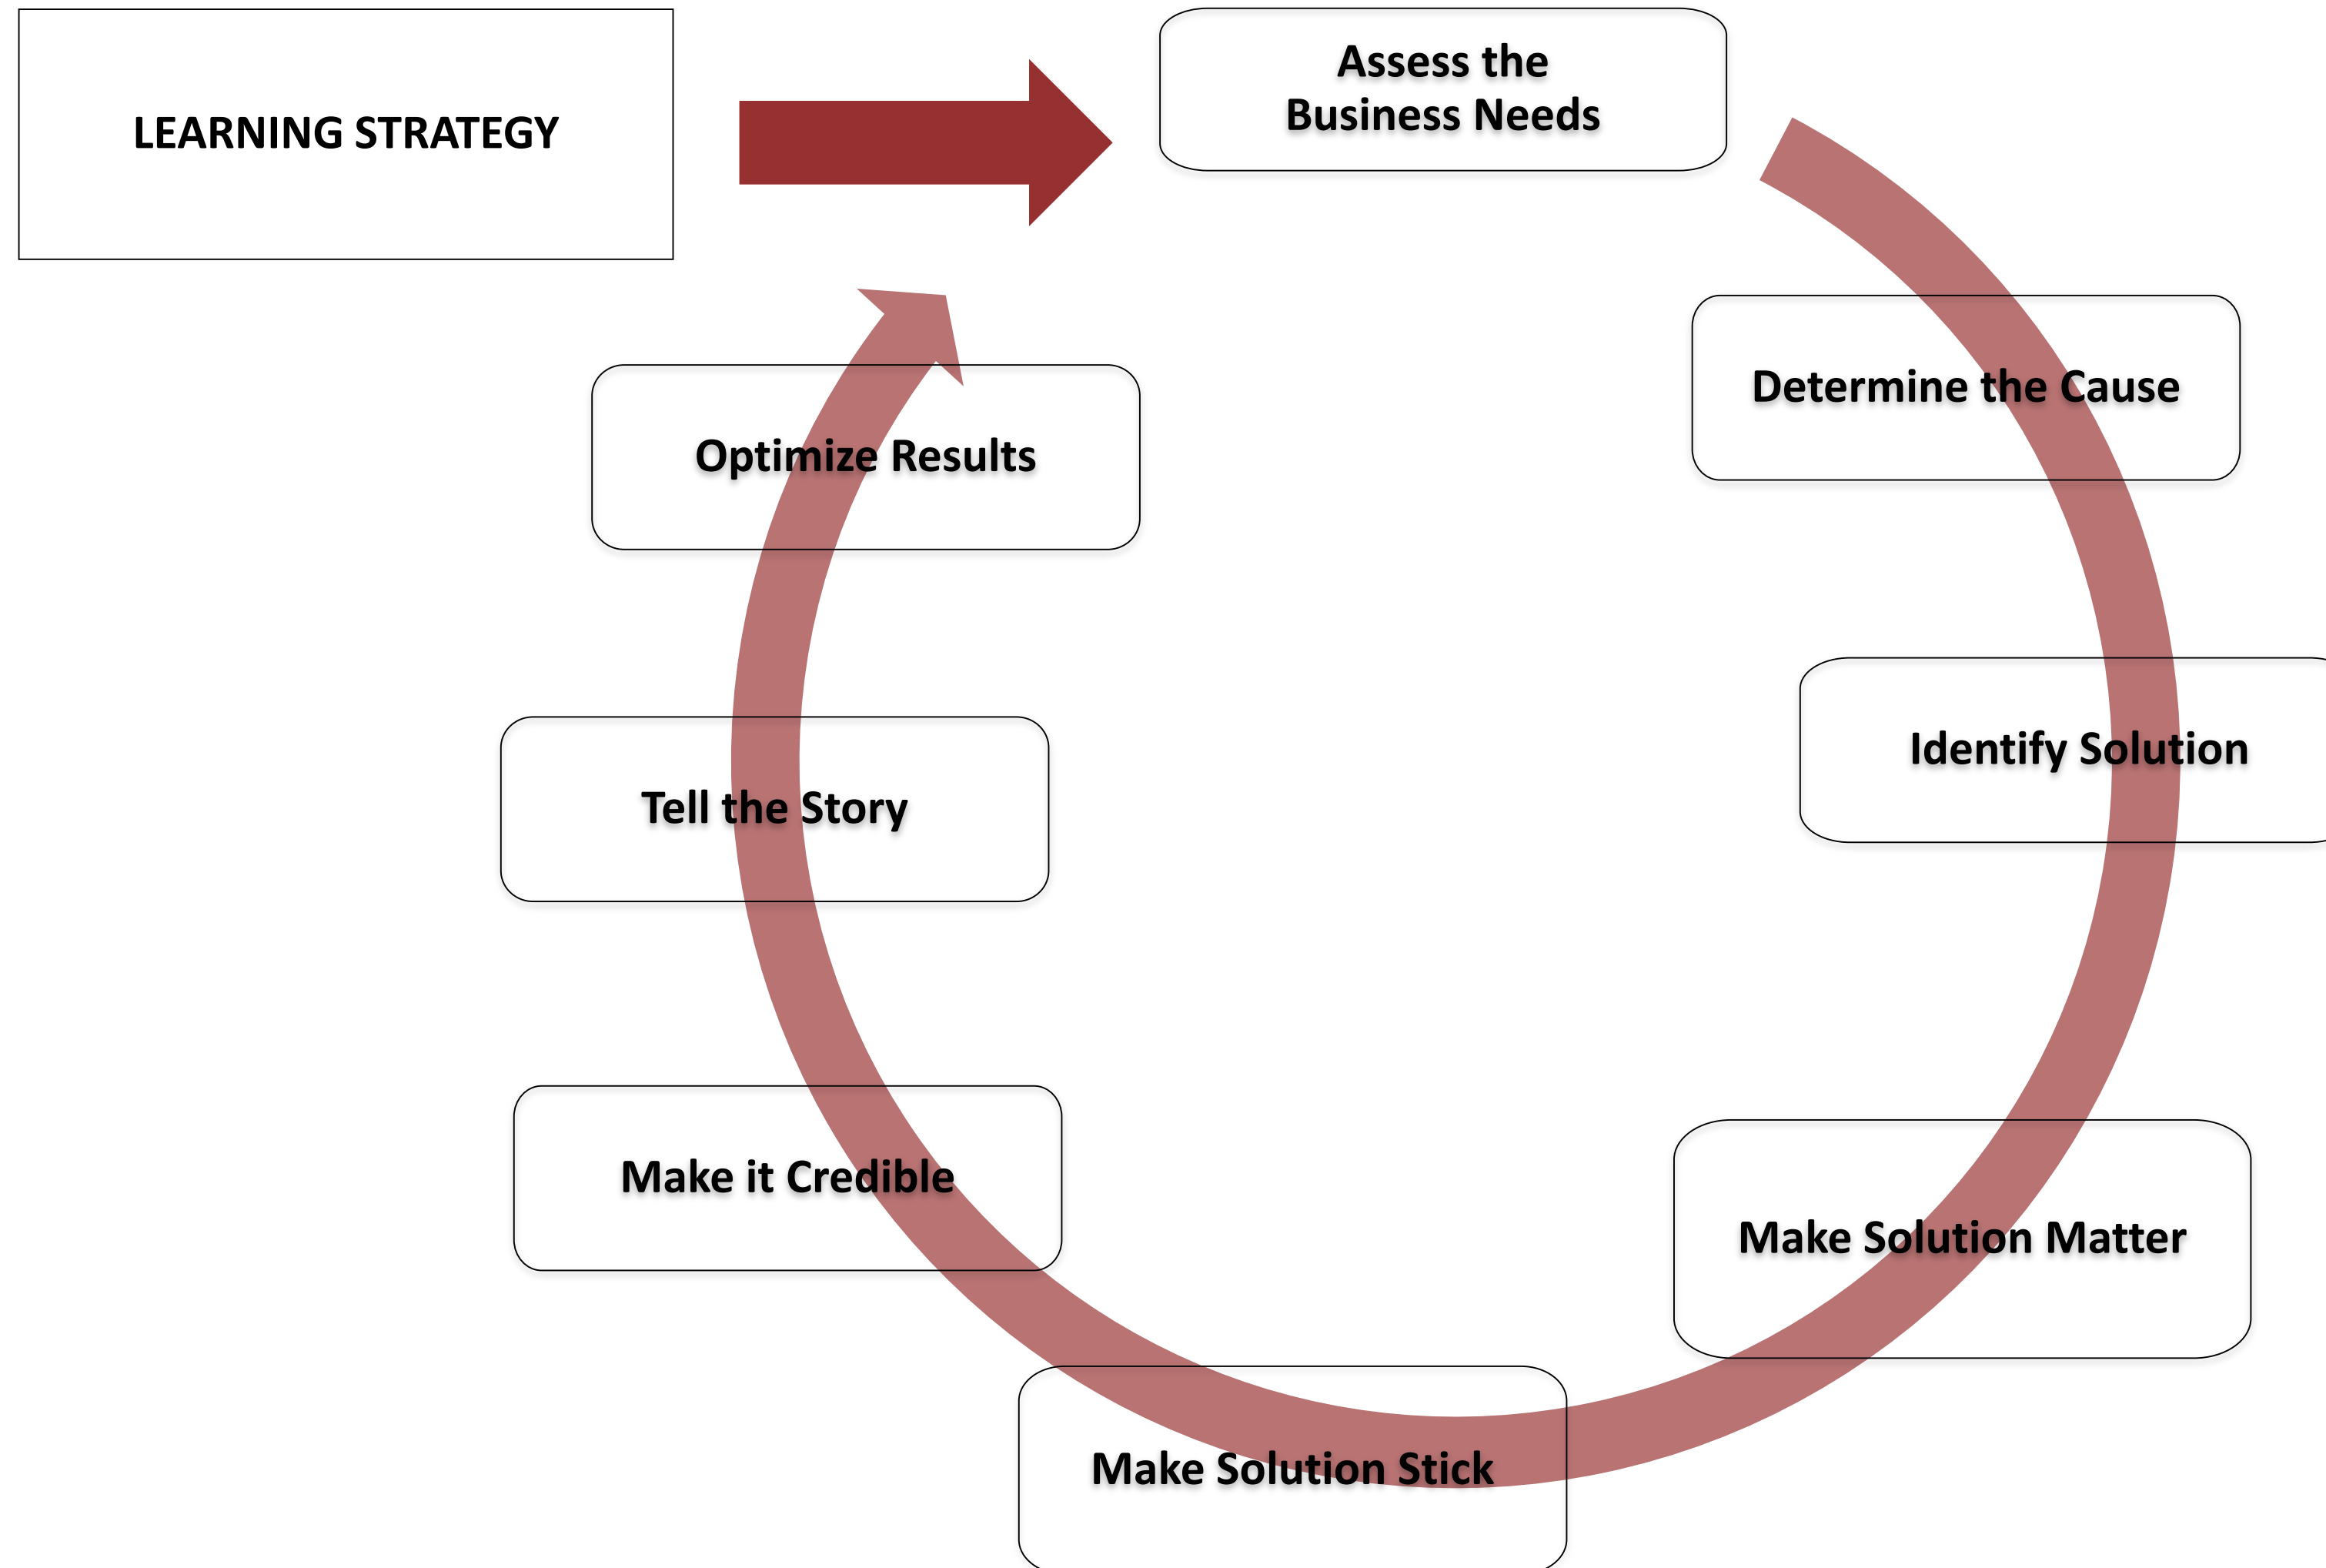 LEARNING STRATEGY
Assess the
Business Needs
Determine the Cause
Identify Solution
Make Solution Matter
Make Solution Stick
Make it Credible
Tell the Story
Optimize Results